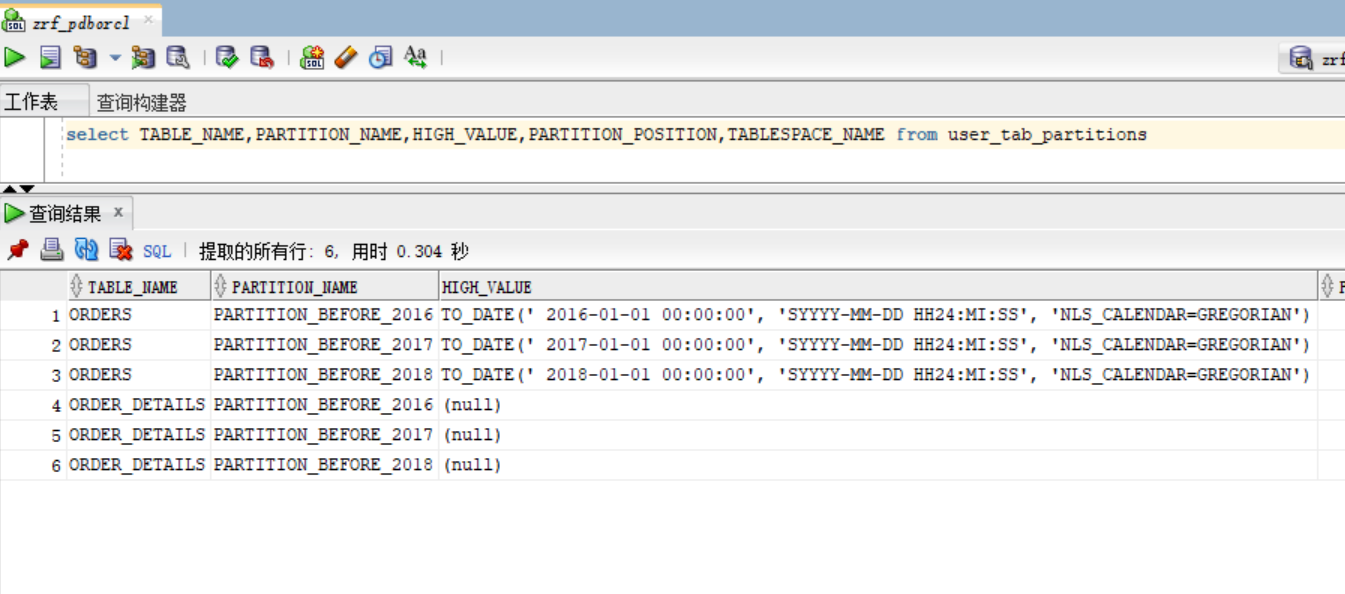 zrf_pdborcl
zrf
工作表 查询构建器
select TABLE_NAME,PARTITION_NAME,HIGH_VALUE,PARTITION_POSITION,TABLESPACE_NAME from user_tab_partitions
查询结果 x
SQL | 提取的所有行: 6, 用时 0.304 秒
TABLE_NAME PARTITION_NAME HIGH_VALUE
1 ORDERS PARTITION_BEFORE_2016 TO_DATE(' 2016-01-01 00:00:00', 'SYYYY-MM-DD HH24:MI:SS', 'NLS_CALENDAR=GREGORIAN')
2 ORDERS PARTITION_BEFORE_2017 TO_DATE(' 2017-01-01 00:00:00', 'SYYYY-MM-DD HH24:MI:SS', 'NLS_CALENDAR=GREGORIAN')
3 ORDERS PARTITION_BEFORE_2018 TO_DATE(' 2018-01-01 00:00:00', 'SYYYY-MM-DD HH24:MI:SS', 'NLS_CALENDAR=GREGORIAN')
4 ORDER_DETAILS PARTITION_BEFORE_2016 (null)
5 ORDER_DETAILS PARTITION_BEFORE_2017 (null)
6 ORDER_DETAILS PARTITION_BEFORE_2018 (null)